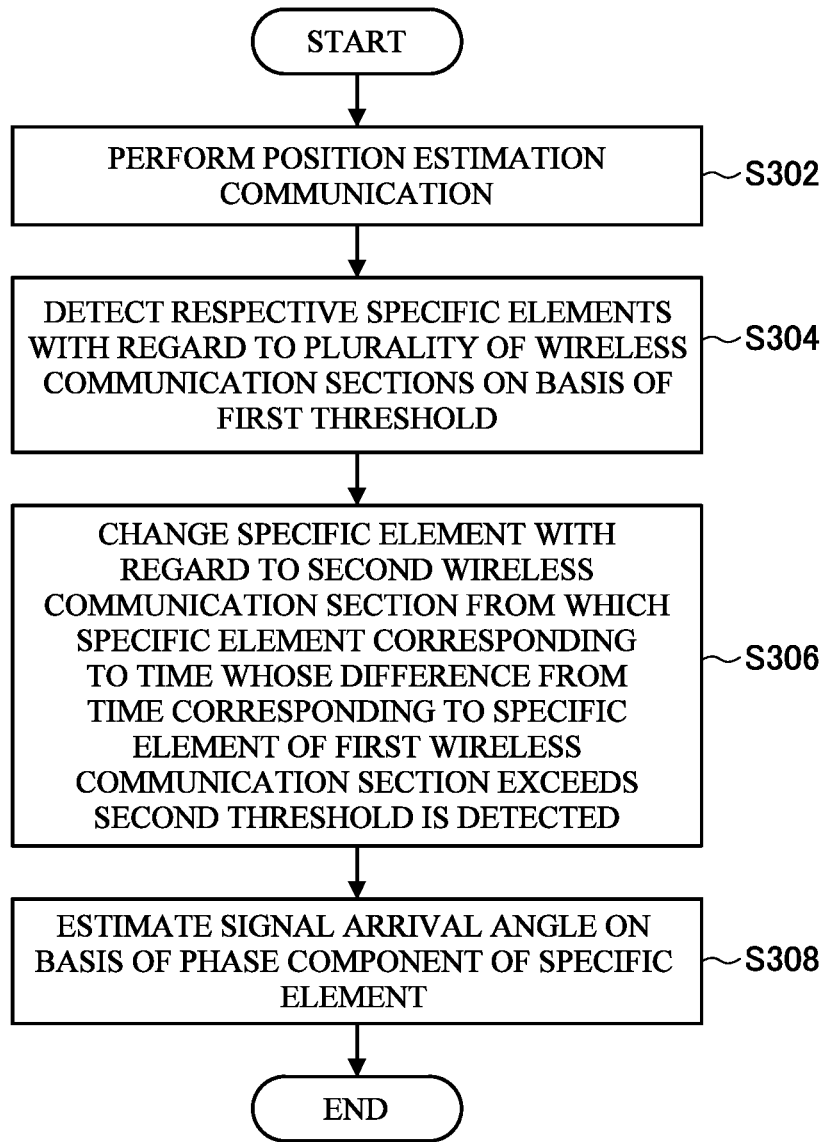 START
PERFORM POSITION ESTIMATION
COMMUNICATION
S302
DETECT RESPECTIVE SPECIFIC ELEMENTS
WITH REGARD TO PLURALITY OF WIRELESS
COMMUNICATION SECTIONS ON BASIS OF
FIRST THRESHOLD
S304
CHANGE SPECIFIC ELEMENT WITH
REGARD TO SECOND WIRELESS
COMMUNICATION SECTION FROM WHICH
SPECIFIC ELEMENT CORRESPONDING
TO TIME WHOSE DIFFERENCE FROM
TIME CORRESPONDING TO SPECIFIC
ELEMENT OF FIRST WIRELESS
COMMUNICATION SECTION EXCEEDS
SECOND THRESHOLD IS DETECTED
S306
ESTIMATE SIGNAL ARRIVAL ANGLE ON
BASIS OF PHASE COMPONENT OF SPECIFIC
ELEMENT
S308
END